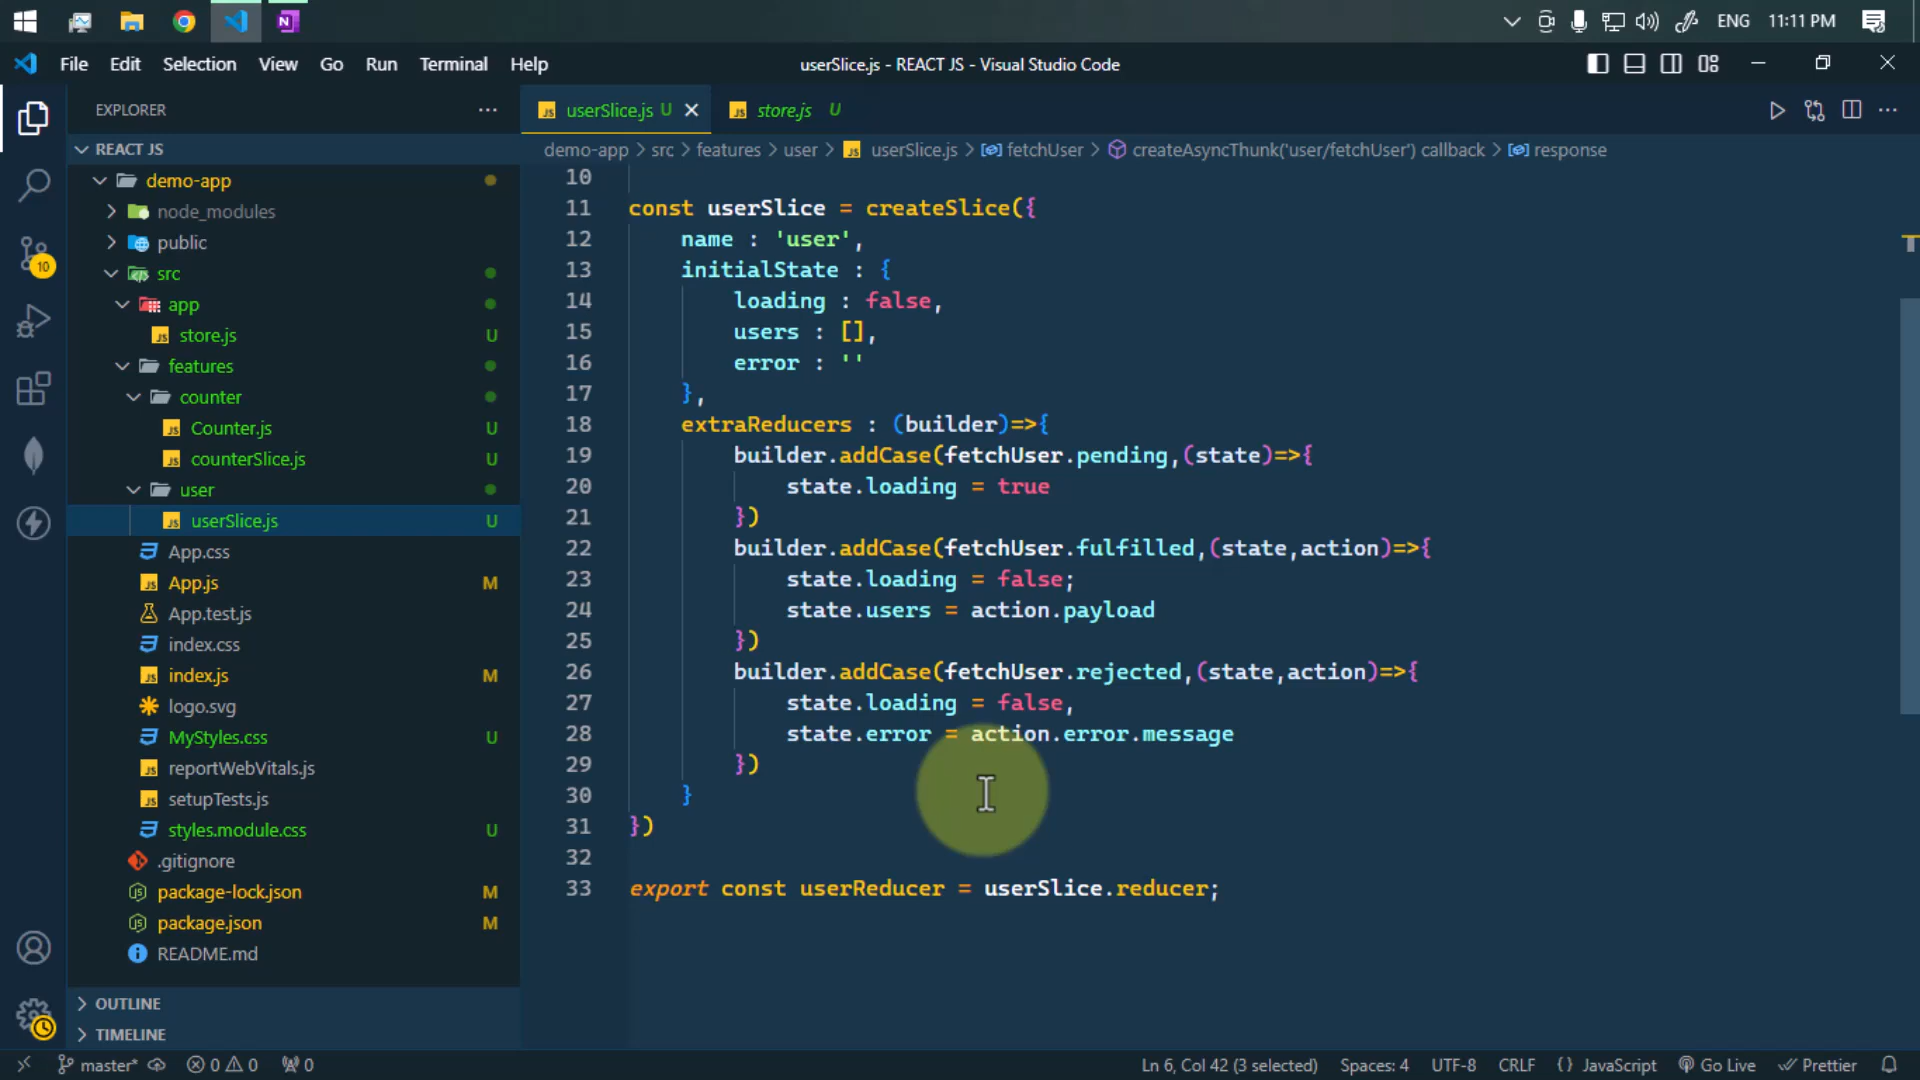 ENG
11:11 PM
File Edit Selection View Go Run Terminal Help
userSlice.js - REACT JS - Visual Studio Code
EXPLORER
userSlice.js U
store.js U
REACT JS
demo-app > src > features > user > userSlice.js > fetchUser > createAsyncThunk('user/fetchUser') callback > response
demo-app
node_modules
public
src
app
store.js U
features
counter
Counter.js U
counterSlice.js U
user
userSlice.js U
App.css
App.js M
App.test.js
index.css
index.js M
logo.svg
MyStyles.css U
reportWebVitals.js
setupTests.js
styles.module.css U
.gitignore
package-lock.json M
package.json M
README.md
OUTLINE
TIMELINE
10
10
11 const userSlice = createSlice({
12 name : 'user',
13 initialState : {
14 loading : false,
15 users : [],
16 error : ''
17 },
18 extraReducers : (builder)=>{
19 builder.addCase(fetchUser.pending,(state)=>{
20 state.loading = true
21 })
22 builder.addCase(fetchUser.fulfilled,(state,action)=>{
23 state.loading = false;
24 state.users = action.payload
25 })
26 builder.addCase(fetchUser.rejected,(state,action)=>{
27 state.loading = false,
28 state.error = action.error.message
29 })
30 }
31 })
32
33 export const userReducer = userSlice.reducer;
master* 0 0 0
Ln 6, Col 42 (3 selected) Spaces: 4 UTF-8 CRLF {} JavaScript Go Live Prettier